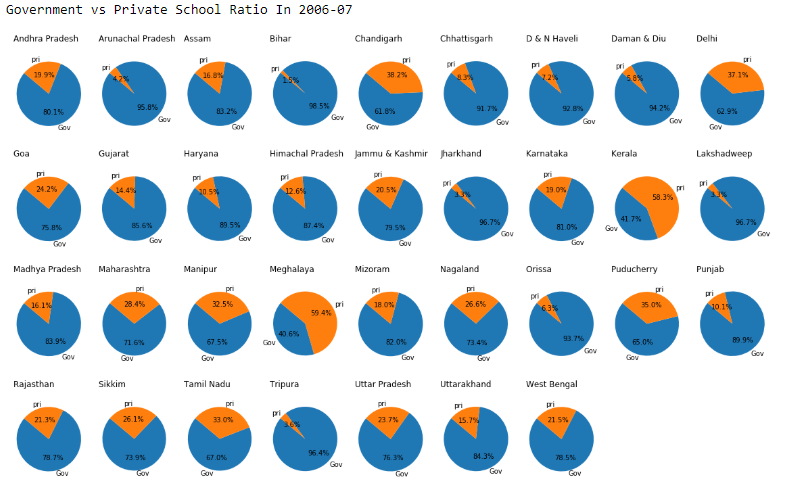 Government vs Private School Ratio In 2006-07
Andhra Pradesh
pri
19.9%
80.1%
Gov
Arunachal Pradesh
pri
4.2%
95.8%
Gov
Assam
pri
16.8%
83.2%
Gov
Bihar
pri
1.5%
98.5%
Gov
Chandigarh
pri
38.2%
61.8%
Gov
Chhattisgarh
pri
8.3%
91.7%
Gov
D & N Haveli
pri
7.2%
92.8%
Gov
Daman & Diu
pri
5.8%
94.2%
Gov
Delhi
pri
37.1%
62.9%
Gov
Goa
pri
24.2%
75.8%
Gov
Gujarat
pri
14.4%
85.6%
Gov
Haryana
pri
10.5%
89.5%
Gov
Himachal Pradesh
pri
12.6%
87.4%
Gov
Jammu & Kashmir
pri
20.5%
79.5%
Gov
Jharkhand
pri
3.3%
96.7%
Gov
Karnataka
pri
19.0%
81.0%
Gov
Kerala
pri
58.3%
41.7%
Gov
Lakshadweep
pri
3.3%
96.7%
Gov
Madhya Pradesh
pri
16.1%
83.9%
Gov
Maharashtra
pri
28.4%
71.6%
Gov
Manipur
pri
32.5%
67.5%
Gov
Meghalaya
pri
59.4%
40.6%
Gov
Mizoram
pri
18.0%
82.0%
Gov
Nagaland
pri
26.6%
73.4%
Gov
Orissa
pri
6.3%
93.7%
Gov
Puducherry
pri
35.0%
65.0%
Gov
Punjab
pri
10.1%
89.9%
Gov
Rajasthan
pri
21.3%
78.7%
Gov
Sikkim
pri
26.1%
73.9%
Gov
Tamil Nadu
pri
33.0%
67.0%
Gov
Tripura
pri
3.6%
96.4%
Gov
Uttar Pradesh
pri
23.7%
76.3%
Gov
Uttarakhand
pri
15.7%
84.3%
Gov
West Bengal
pri
21.5%
78.5%
Gov